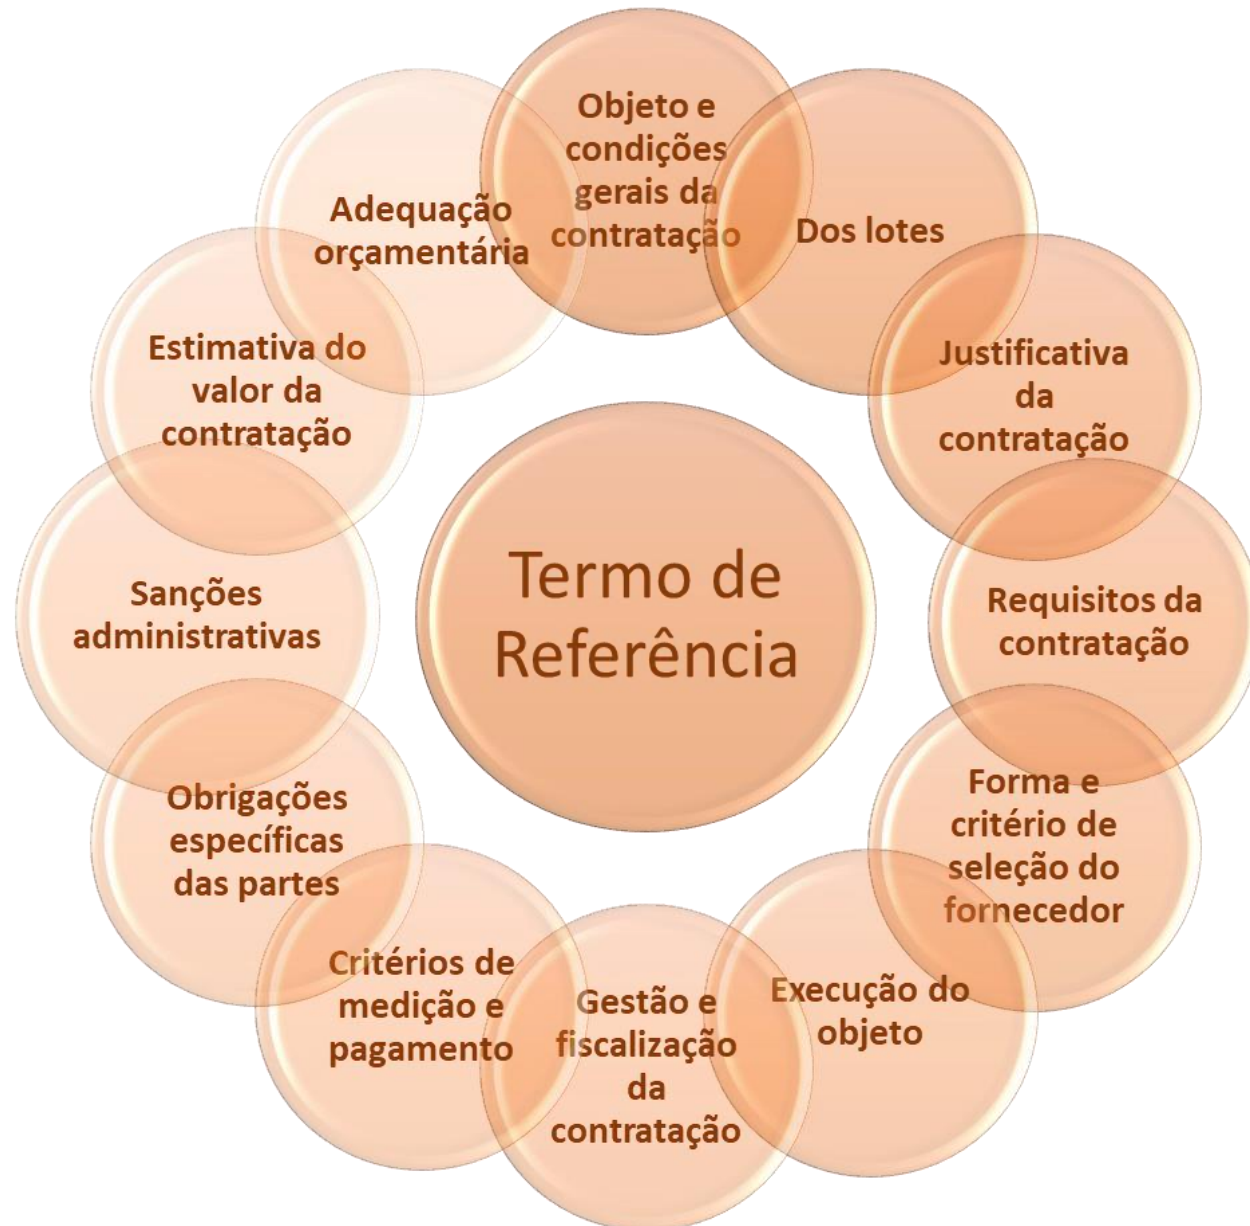 Objeto e
condições
gerais da
contratação
Dos lotes
Justificativa
da
contratação
Requisitos da
contratação
Forma e
critério de
seleção do
fornecedor
Execução do
objeto
Gestão e
fiscalização
da
contratação
Critérios de
medição e
pagamento
Obrigações
específicas
das partes
Sanções
administrativas
Estimativa do
valor da
contratação
Adequação
orçamentária
Termo de
Referência